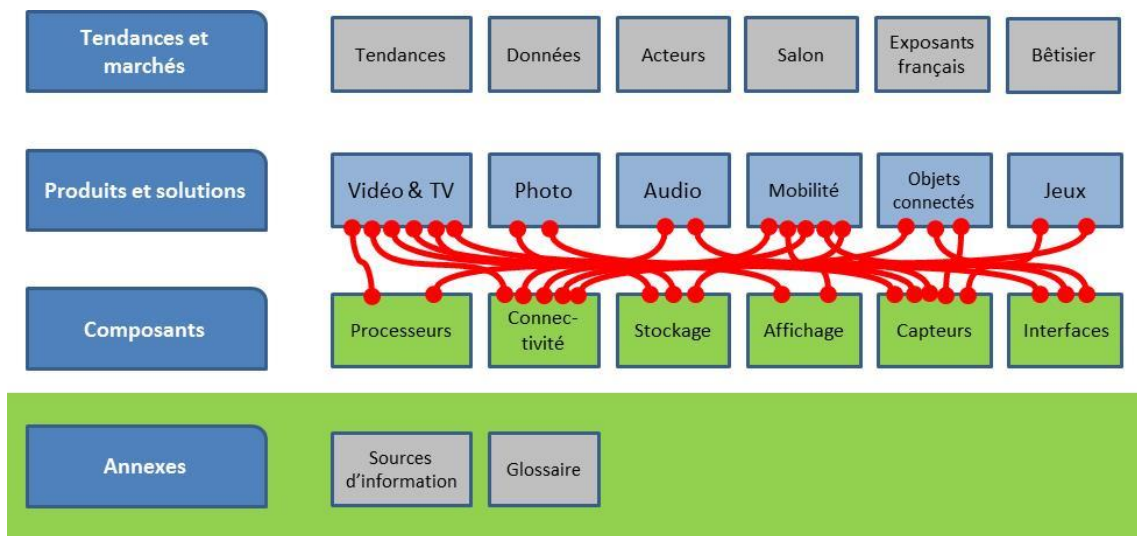 Tendances et
marchés
Tendances
Données
Acteurs
Salon
Exposants
français
Bêtisier
Produits et solutions
Vidéo & TV
Photo
Audio
Mobilité
Objets
connectés
Jeux
Composants
Processeurs
Connec-
tivité
Stockage
Affichage
Capteurs
Interfaces
Annexes
Sources
d'information
Glossaire